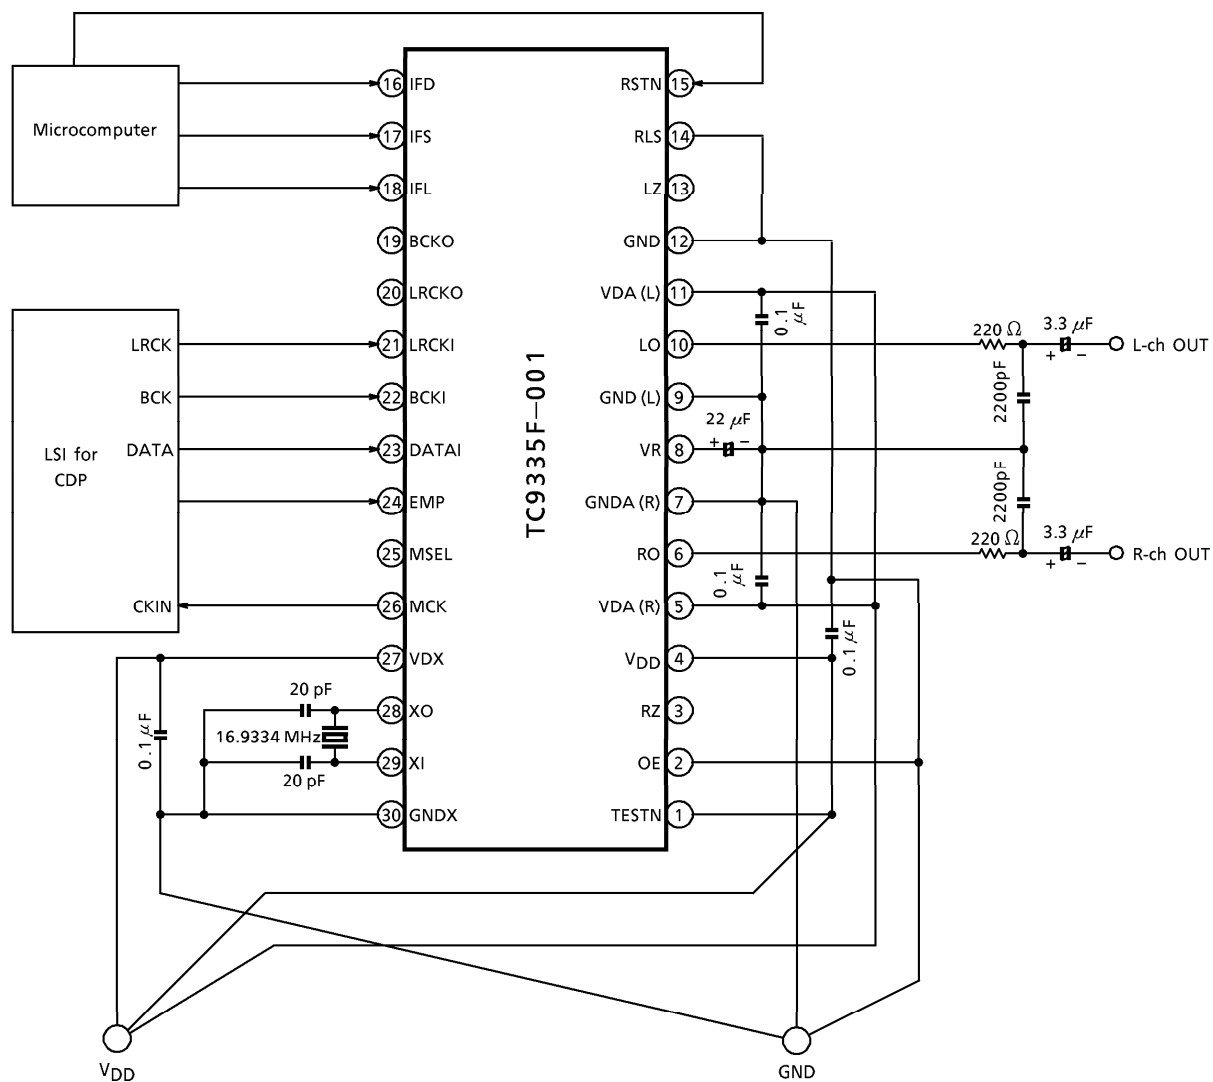 Microcomputer
16 IFD
17 IFS
18 IFL
19 BCKO
20 LRCKO
LRCK 21 LRCKI
BCK 22 BCKI
DATA 23 DATAI
24 EMP
25 MSEL
CKIN 26 MCK
LSI for
CDP
27 VDX
28 XO
29 XI
30 GNDX
20 pF
16.9334 MHz
20 pF
0.1 μF
TC9335F-001
RSTN 15
RLS 14
LZ 13
GND 12
VDA (L) 11
LO 10
GND (L) 9
VR 8
GNDA (R) 7
RO 6
VDA (R) 5
VDD 4
RZ 3
OE 2
TESTN 1
0.1 μF
22 μF
+ −
0.1 μF
0.1 μF
220 Ω
3.3 μF
+ −
L-ch OUT
2200pF
2200pF
220 Ω
3.3 μF
+ −
R-ch OUT
VDD
GND